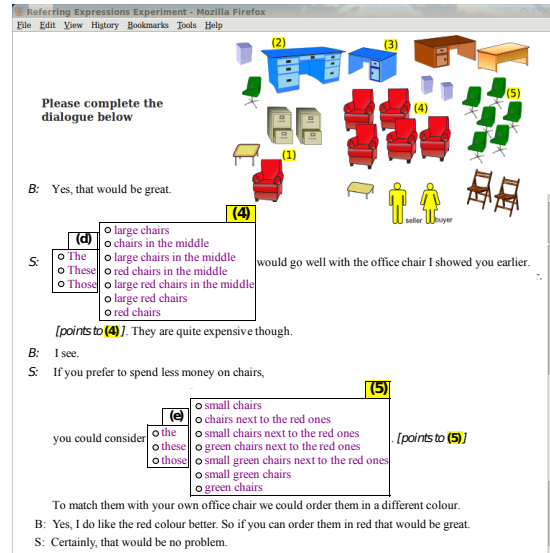 Referring Expressions Experiment - Mozilla Firefox
File Edit View History Bookmarks Tools Help
(2)
(3)
(5)
(4)
(1)
Please complete the
dialogue below
seller buyer
B: Yes, that would be great.
(4)
(d)
S:
The
These
Those
large chairs
chairs in the middle
large chairs in the middle
red chairs in the middle
large red chairs in the middle
large red chairs
red chairs
would go well with the office chair I showed you earlier.
[points to (4)]. They are quite expensive though.
B: I see.
S: If you prefer to spend less money on chairs,
(5)
(e)
you could consider
the
these
those
small chairs
chairs next to the red ones
small chairs next to the red ones
green chairs next to the red ones
small green chairs next to the red ones
small green chairs
green chairs
. [points to (5)]
To match them with your own office chair we could order them in a different colour.
B: Yes, I do like the red colour better. So if you can order them in red that would be great.
S: Certainly, that would be no problem.